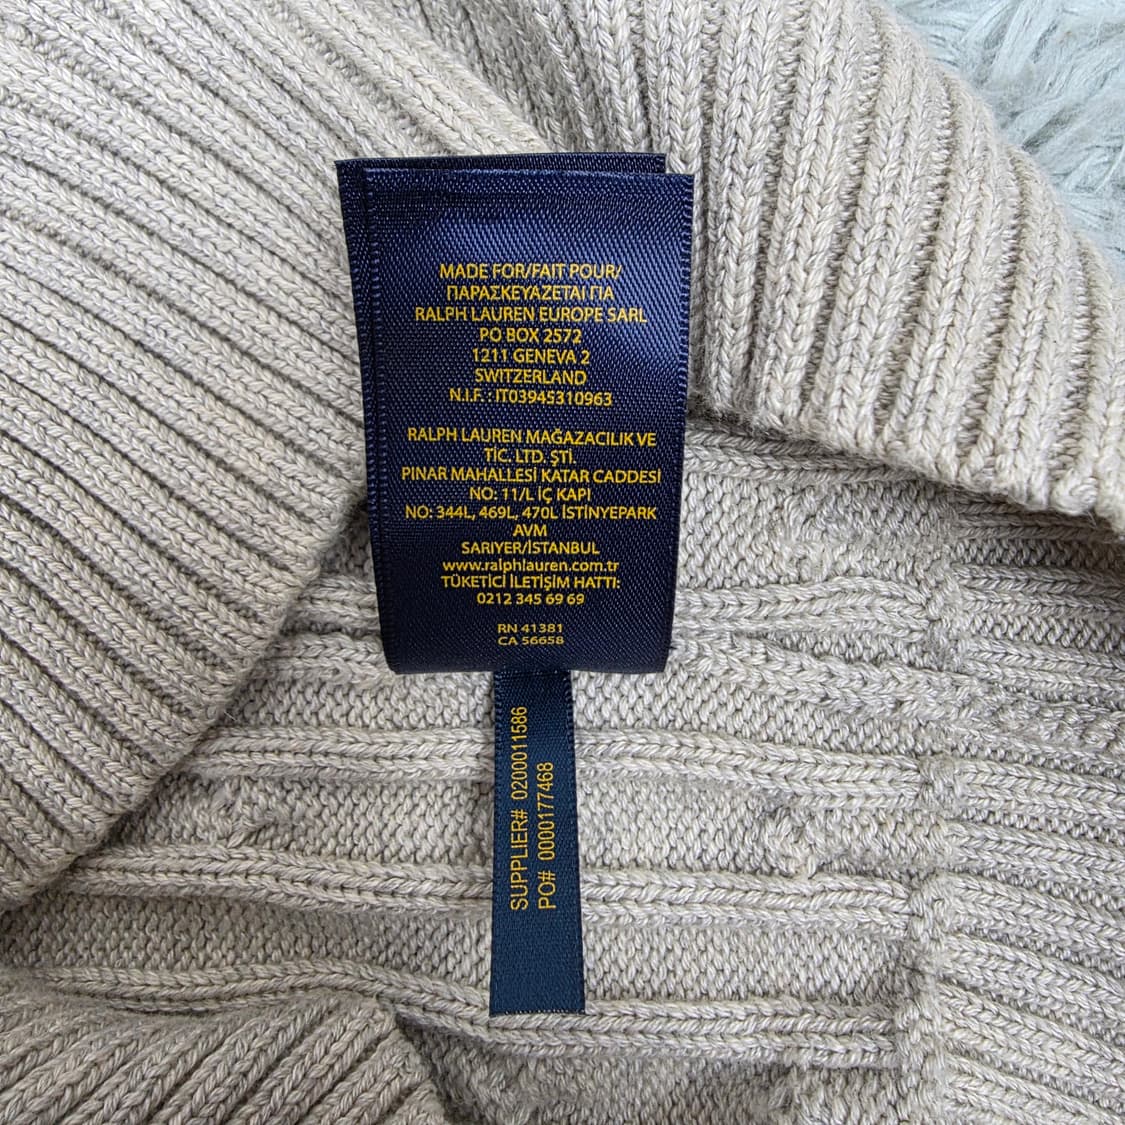 MADE FOR/FAIT POUR/
ΠΑΡΑΣΚΕΥΑΖΕΤΑΙ ΓΙΑ
RALPH LAUREN EUROPE SARL
PO BOX 2572
1211 GENEVA 2
SWITZERLAND
N.I.F. : IT03945310963
RALPH LAUREN MAĞAZACILIK VE
TİC. LTD. ŞTİ.
PINAR MAHALLESİ KATAR CADDESİ
NO: 11/L İÇ KAPI
NO: 344L, 469L, 470L İSTİNYEPARK
AVM
SARIYER/İSTANBUL
www.ralphlauren.com.tr
TÜKETİCİ İLETİŞİM HATTI:
0212 345 69 69
RN 41381
CA 56658
SUPPLIER# 0200011586
PO# 0000177468